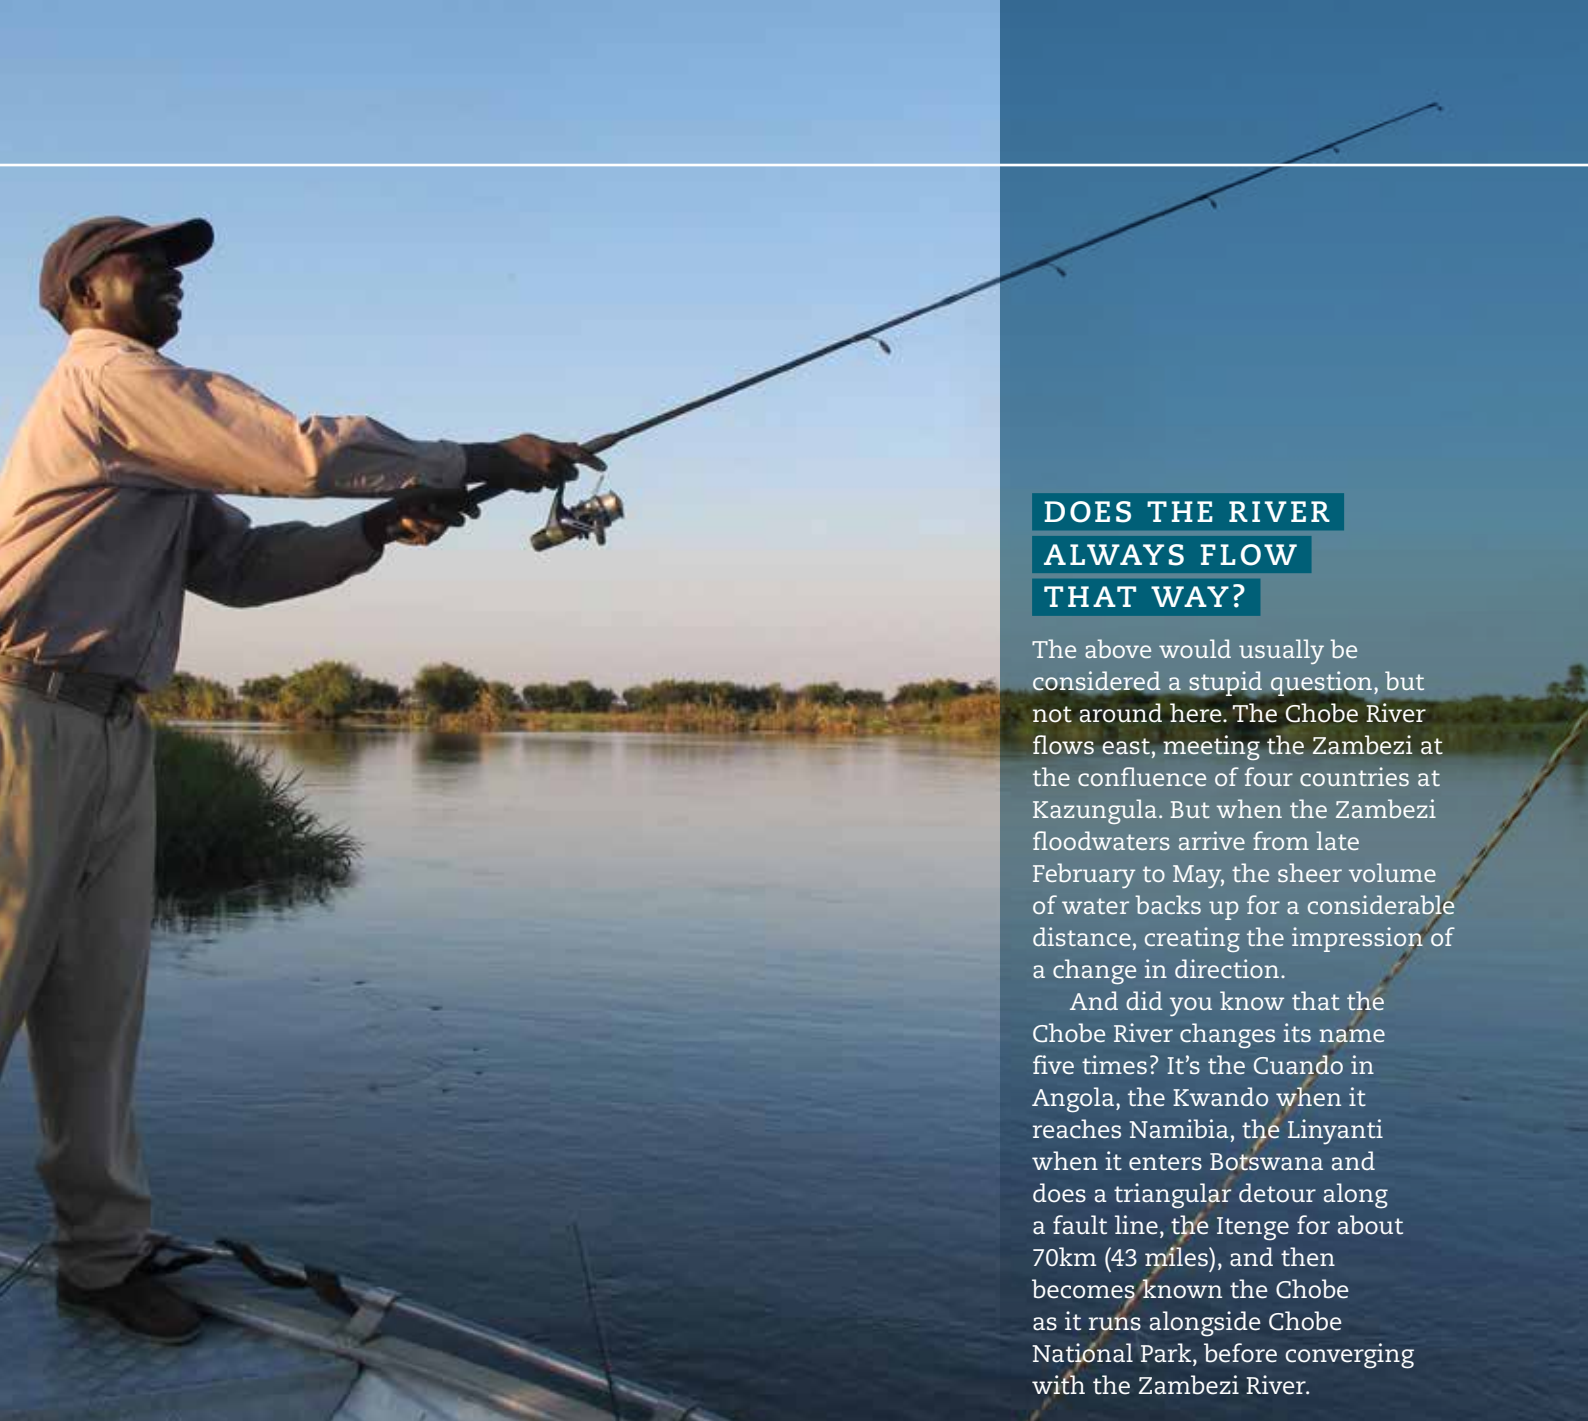 DOES THE RIVER
ALWAYS FLOW
THAT WAY?
The above would usually be
considered a stupid question, but
not around here. The Chobe River
flows east, meeting the Zambezi at
the confluence of four countries at
Kazungula. But when the Zambezi
floodwaters arrive from late
February to May, the sheer volume
of water backs up for a considerable
distance, creating the impression of
a change in direction.
And did you know that the
Chobe River changes its name
five times? It’s the Cuando in
Angola, the Kwando when it
reaches Namibia, the Linyanti
when it enters Botswana and
does a triangular detour along
a fault line, the Itenge for about
70km (43 miles), and then
becomes known the Chobe
as it runs alongside Chobe
National Park, before converging
with the Zambezi River.